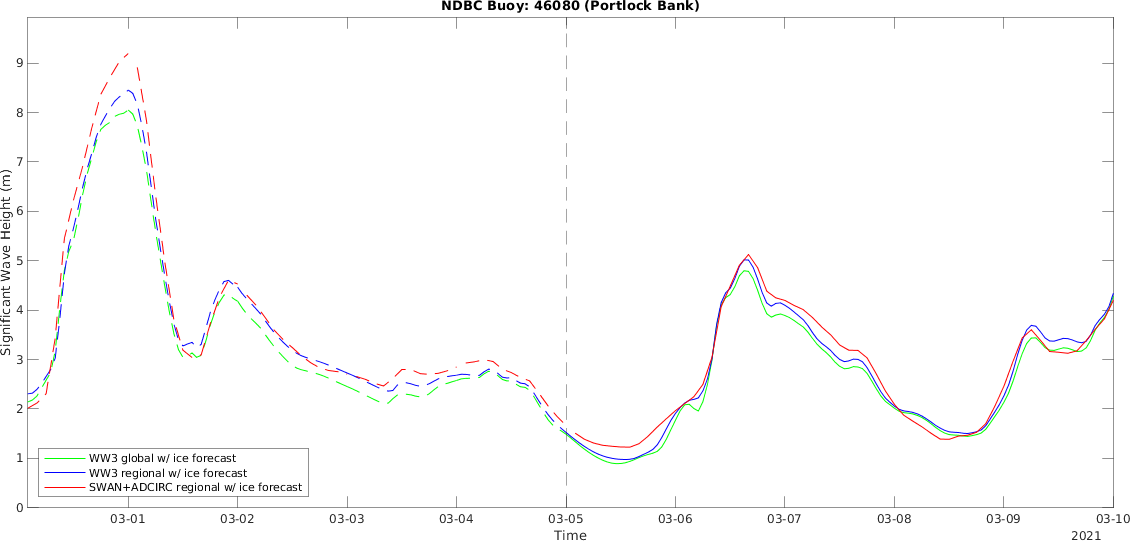 NDBC Buoy: 46080 (Portlock Bank)
Significant Wave Height (m)
9
8
7
6
5
4
3
2
1
0
WW3 global w/ ice forecast
WW3 regional w/ ice forecast
SWAN+ADCIRC regional w/ ice forecast
03-01 03-02 03-03 03-04 03-05 03-06 03-07 03-08 03-09 03-10
Time
2021